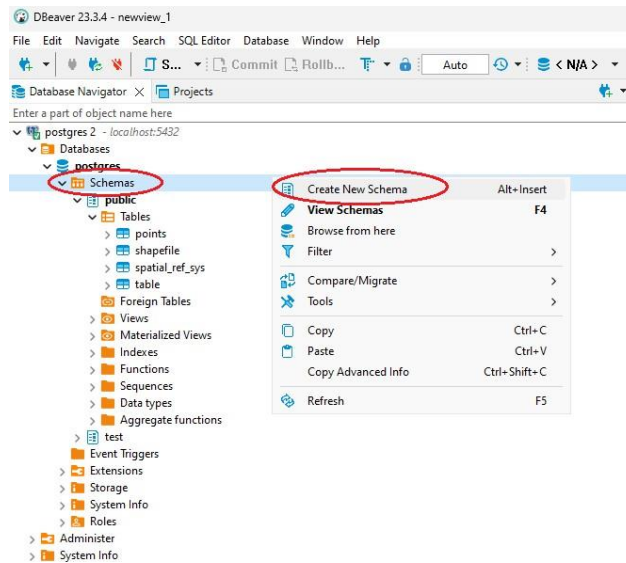 DBeaver 23.3.4 - newview_1
File Edit Navigate Search SQL Editor Database Window Help
S... Commit Rollb... Auto < N/A >
Database Navigator Projects
Enter a part of object name here
postgres 2 - localhost:5432
Databases
postgres
Schemas
public
Tables
points
shapefile
spatial_ref_sys
table
Foreign Tables
Views
Materialized Views
Indexes
Functions
Sequences
Data types
Aggregate functions
test
Event Triggers
Extensions
Storage
System Info
Roles
Administer
System Info
Create New Schema Alt+Insert
View Schemas F4
Browse from here
Filter
Compare/Migrate
Tools
Copy Ctrl+C
Paste Ctrl+V
Copy Advanced Info Ctrl+Shift+C
Refresh F5